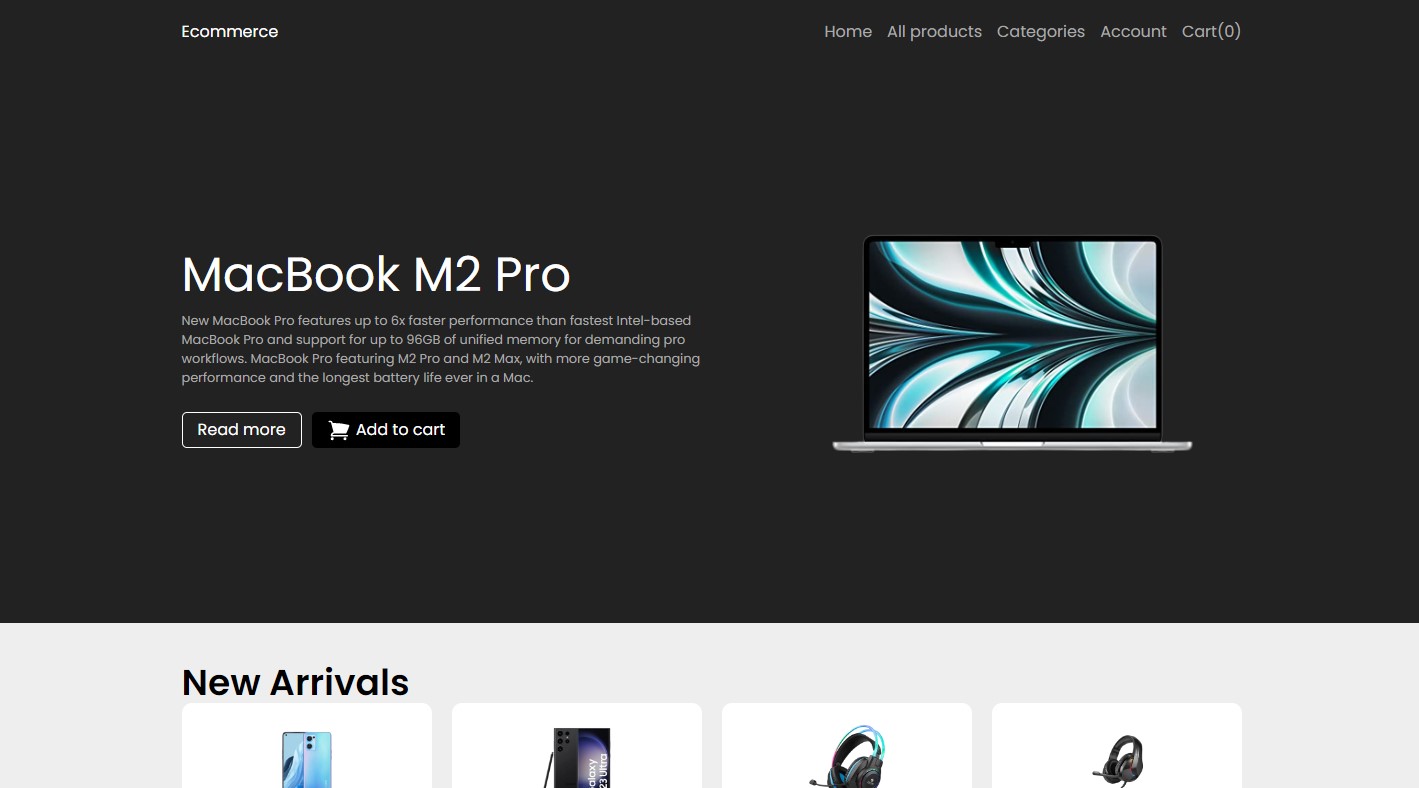 Ecommerce
Home All products Categories Account Cart(0)
MacBook M2 Pro
New MacBook Pro features up to 6x faster performance than fastest Intel-based
MacBook Pro and support for up to 96GB of unified memory for demanding pro
workflows. MacBook Pro featuring M2 Pro and M2 Max, with more game-changing
performance and the longest battery life ever in a Mac.
Read more Add to cart
New Arrivals